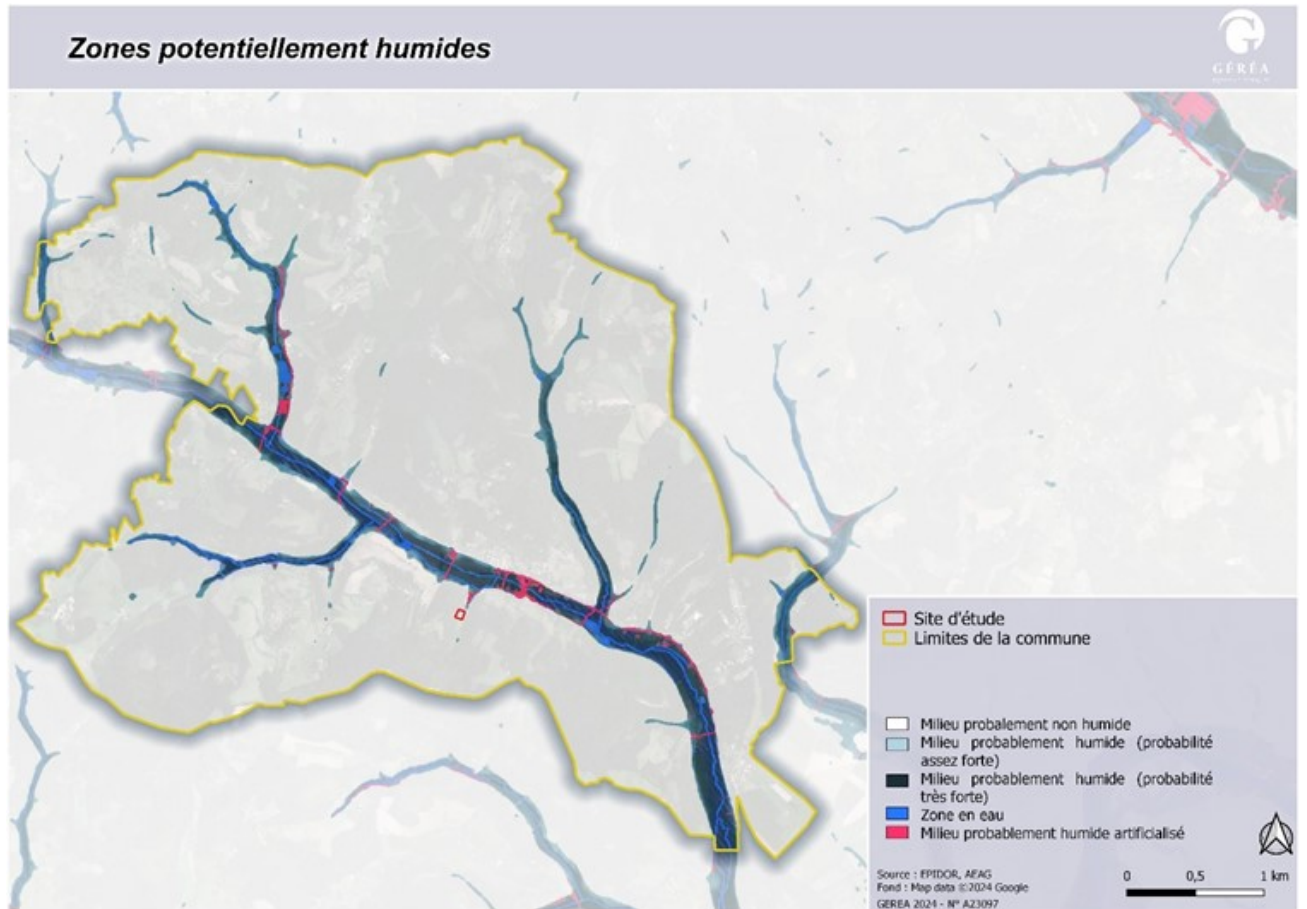 Zones potentiellement humides
GÉRÉA
Site d'étude
Limites de la commune
Milieu probalement non humide
Milieu probablement humide (probabilité
assez forte)
Milieu probablement humide (probabilité
très forte)
Zone en eau
Milieu probablement humide artificialisé
Source : EPIDOR, AEAG
Fond : Map data ©2024 Google
GEREA 2024 - N° A23097
0 0,5 1 km